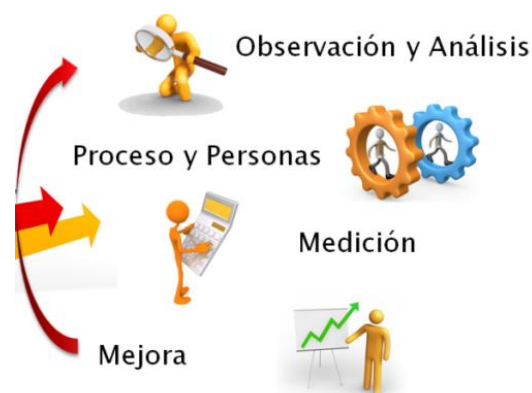 Observación y Análisis
Proceso y Personas
Medición
Mejora